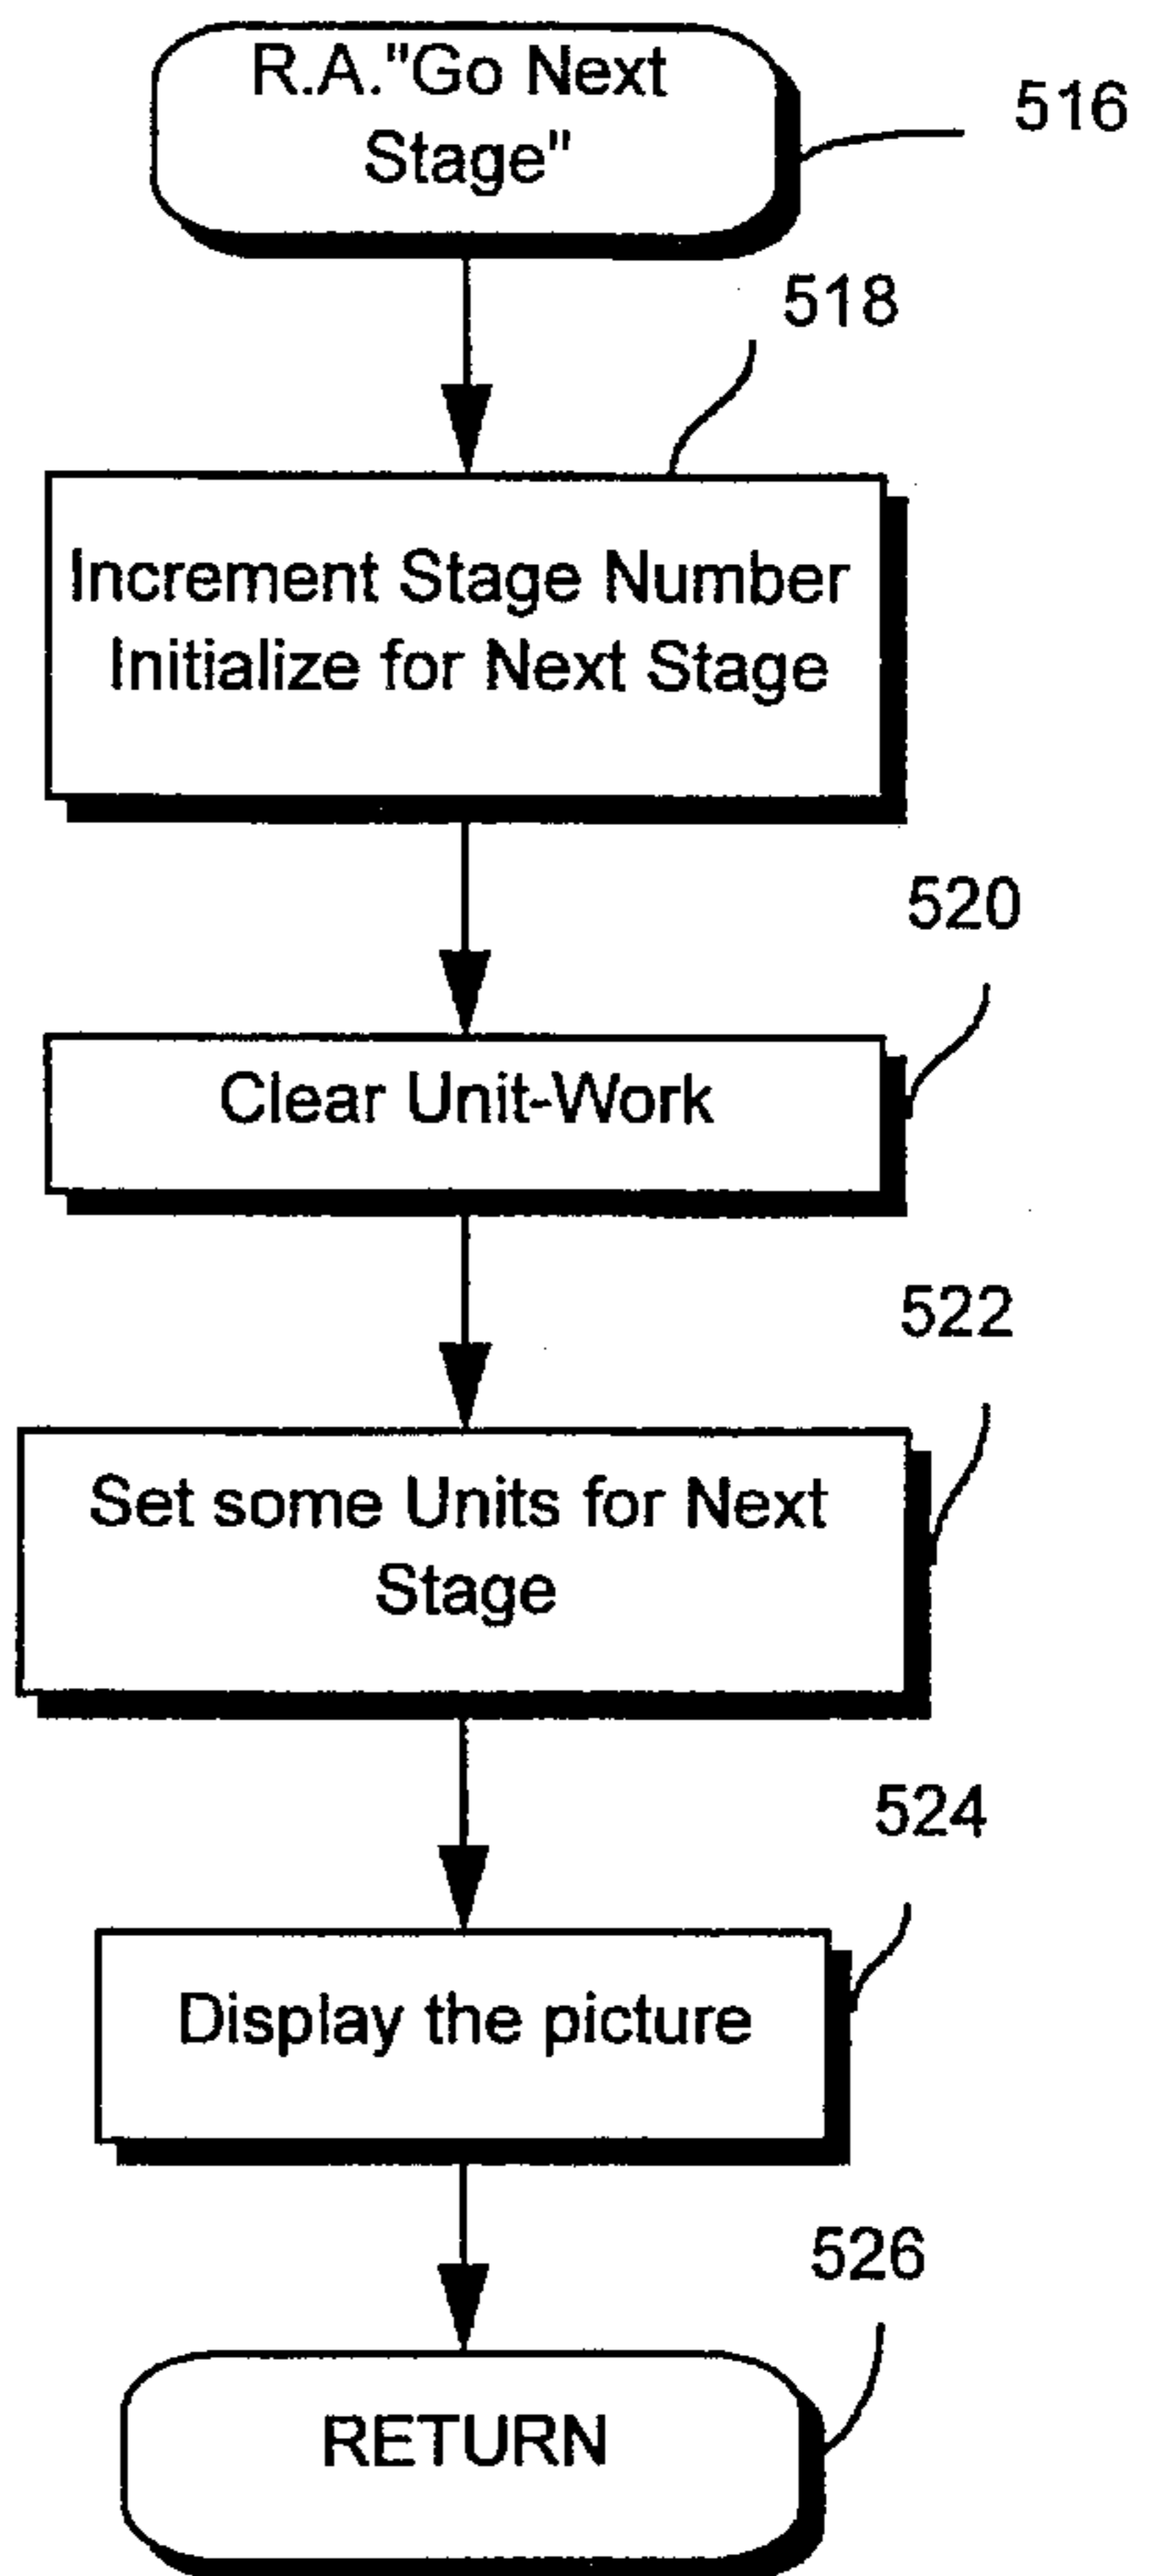 R.A."Go Next
Stage"
516
518
Increment Stage Number
Initialize for Next Stage
520
Clear Unit-Work
522
Set some Units for Next
Stage
524
Display the picture
526
RETURN